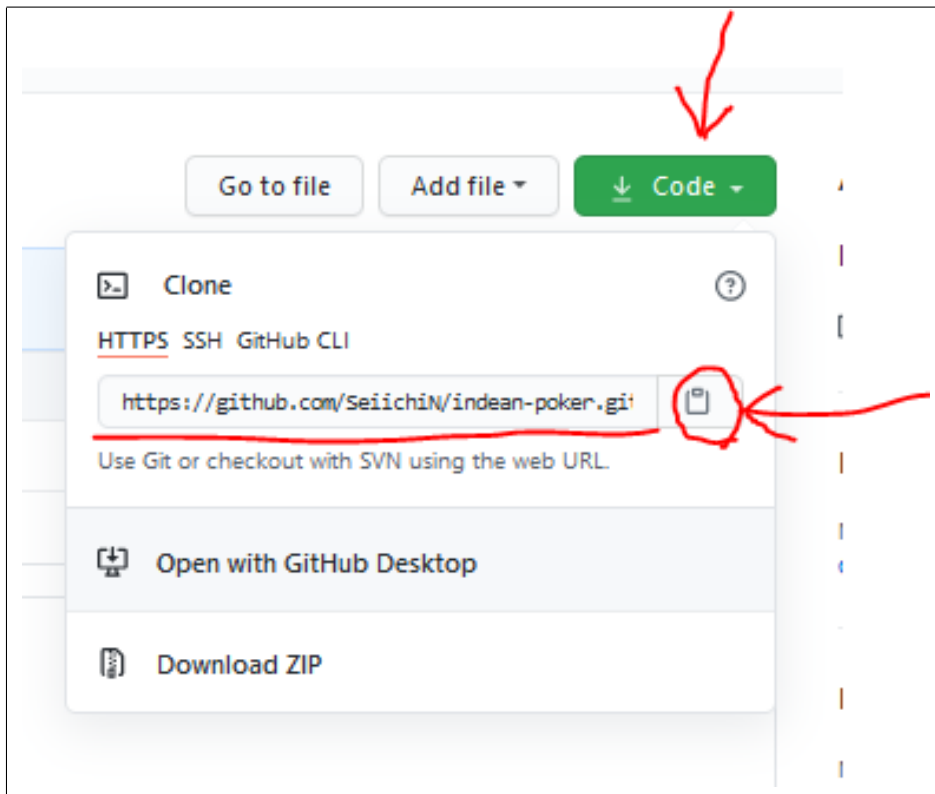 Go to file Add file Code
Clone
HTTPS SSH GitHub CLI
https://github.com/SeiichiN/indean-poker.git
Use Git or checkout with SVN using the web URL.
Open with GitHub Desktop
Download ZIP